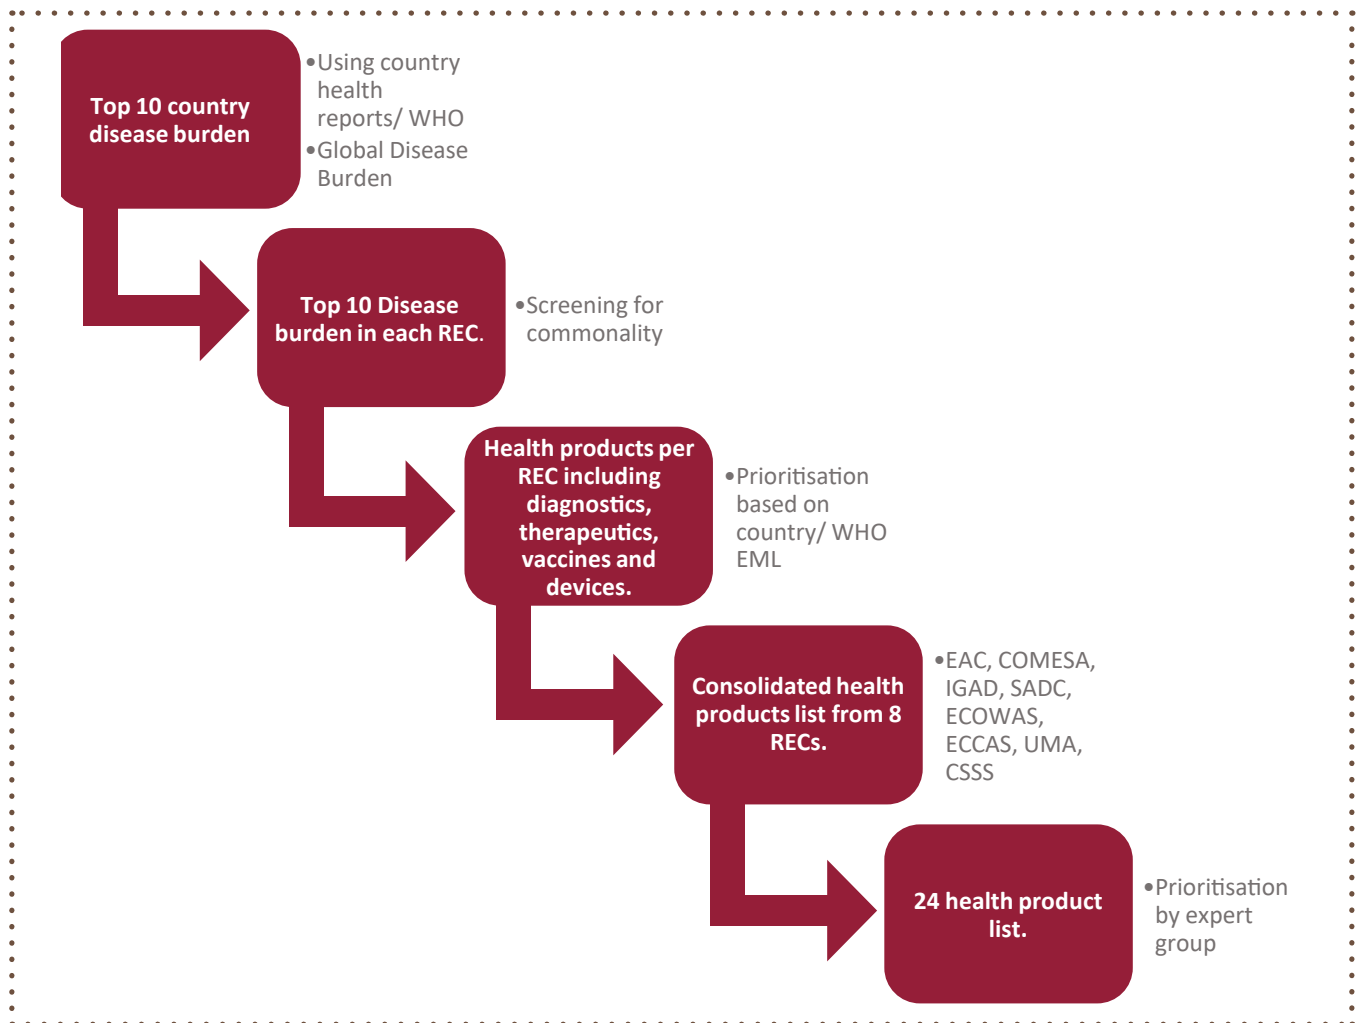 Top 10 country
disease burden
•Using country
health
reports/ WHO
•Global Disease
Burden
Top 10 Disease
burden in each REC.
•Screening for
commonality
Health products per
REC including
diagnostics,
therapeutics,
vaccines and
devices.
•Prioritisation
based on
country/ WHO
EML
Consolidated health
products list from 8
RECs.
•EAC, COMESA,
IGAD, SADC,
ECOWAS,
ECCAS, UMA,
CSSS
24 health product
list.
•Prioritisation
by expert
group